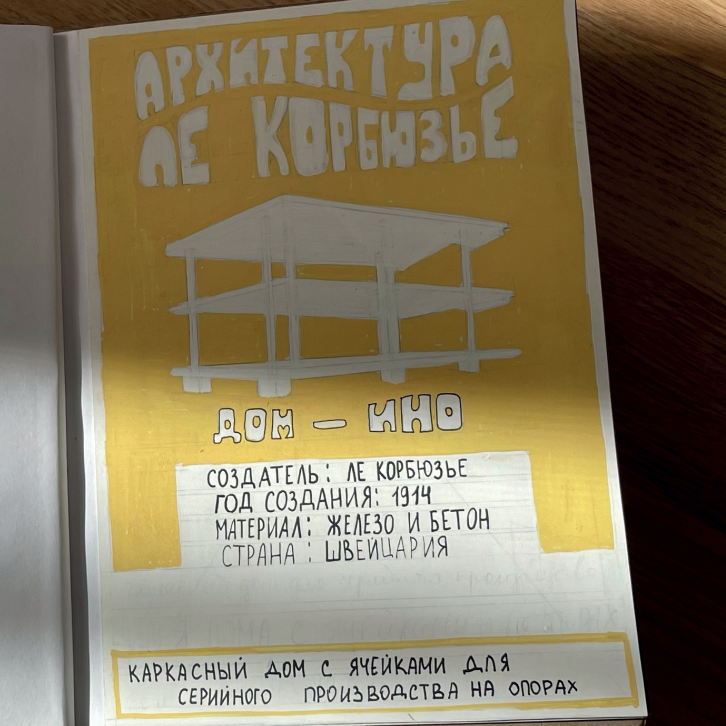 АРХИТЕКТУРА
ЛЕ КОРБЮЗЬЕ
ДОМ – ИНО
СОЗДАТЕЛЬ: ЛЕ КОРБЮЗЬЕ
ГОД СОЗДАНИЯ: 1914
МАТЕРИАЛ: ЖЕЛЕЗО И БЕТОН
СТРАНА: ШВЕЙЦАРИЯ
КАРКАСНЫЙ ДОМ С ЯЧЕЙКАМИ ДЛЯ
СЕРИЙНОГО ПРОИЗВОДСТВА НА ОПОРАХ